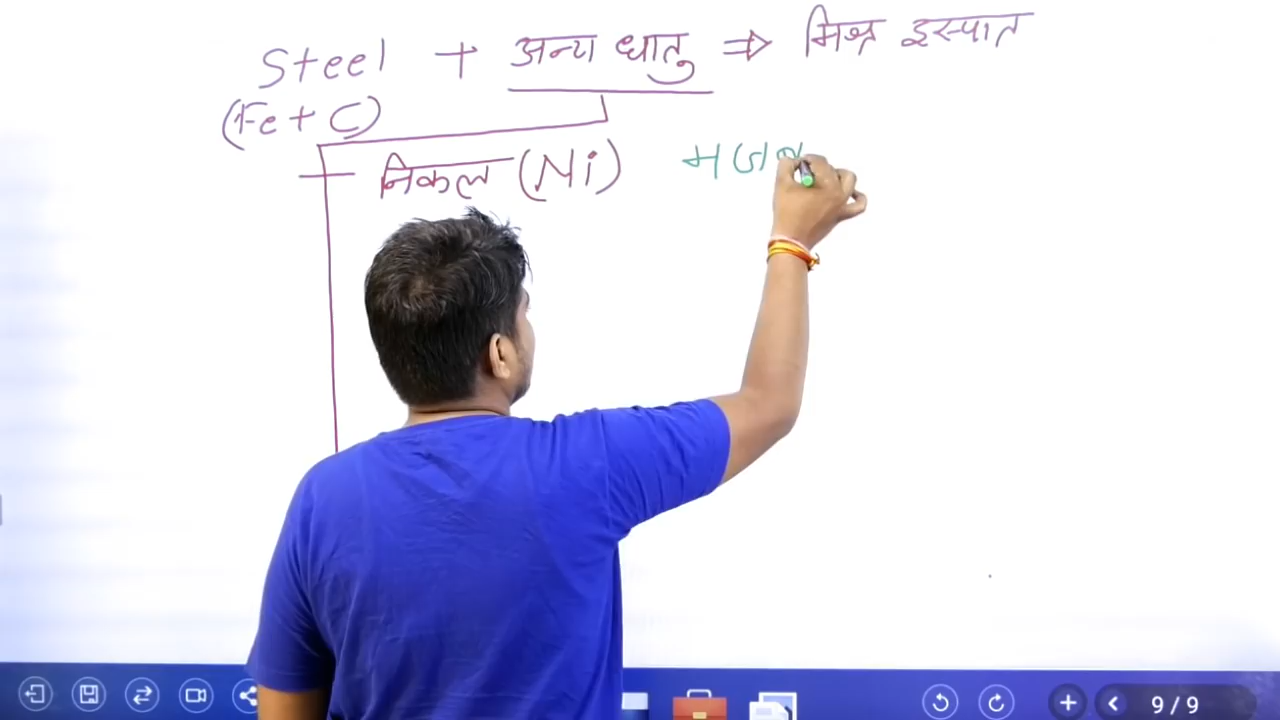 Steel + अन्य धातु ⇒ मिश्र इस्पात
(Fe + C)
निकल (Ni)
9/9